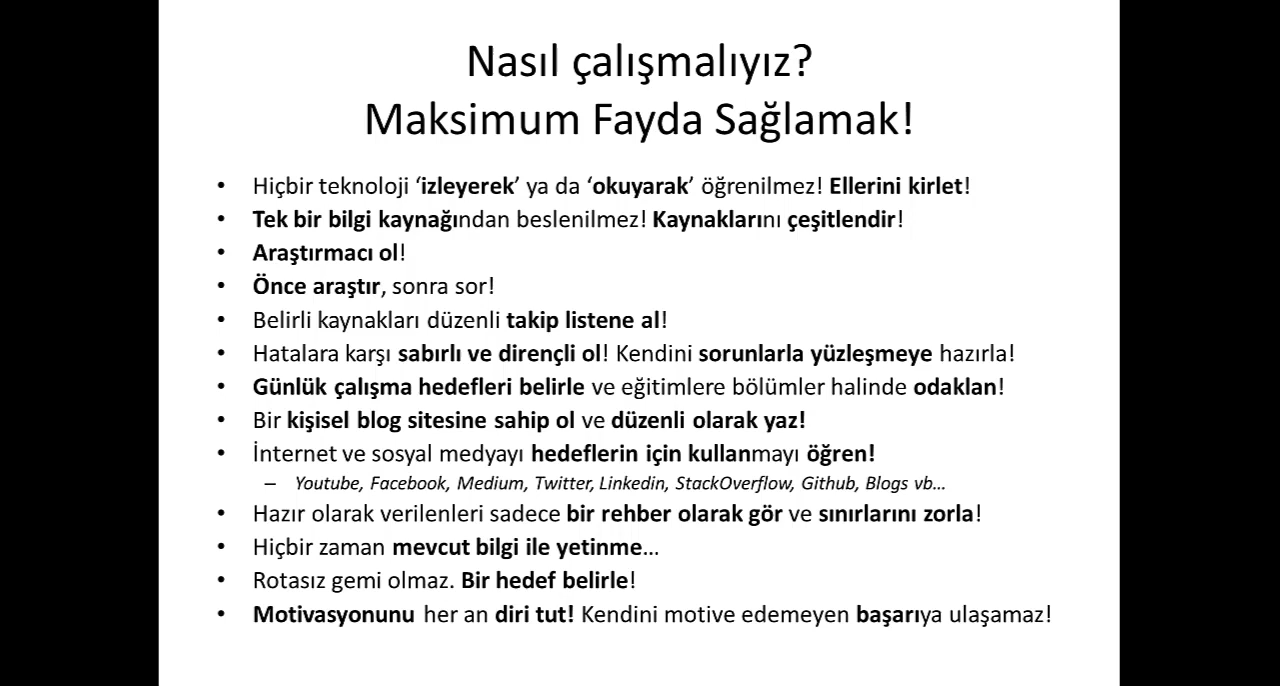 Nasıl çalışmalıyız?
Maksimum Fayda Sağlamak!
• Hiçbir teknoloji ‘izleyerek’ ya da ‘okuyarak’ öğrenilmez! Ellerini kirlet!
• Tek bir bilgi kaynağından beslenilmez! Kaynaklarını çeşitlendir!
• Araştırmacı ol!
• Önce araştır, sonra sor!
• Belirli kaynakları düzenli takip listene al!
• Hatalara karşı sabırlı ve dirençli ol! Kendini sorunlarla yüzleşmeye hazırla!
• Günlük çalışma hedefleri belirle ve eğitimlere bölümler halinde odaklan!
• Bir kişisel blog sitesine sahip ol ve düzenli olarak yaz!
• İnternet ve sosyal medyayı hedeflerin için kullanmayı öğren!
– Youtube, Facebook, Medium, Twitter, Linkedin, StackOverflow, Github, Blogs vb...
• Hazır olarak verilenleri sadece bir rehber olarak gör ve sınırlarını zorla!
• Hiçbir zaman mevcut bilgi ile yetinme...
• Rotasız gemi olmaz. Bir hedef belirle!
• Motivasyonunu her an diri tut! Kendini motive edemeyen başarıya ulaşamaz!